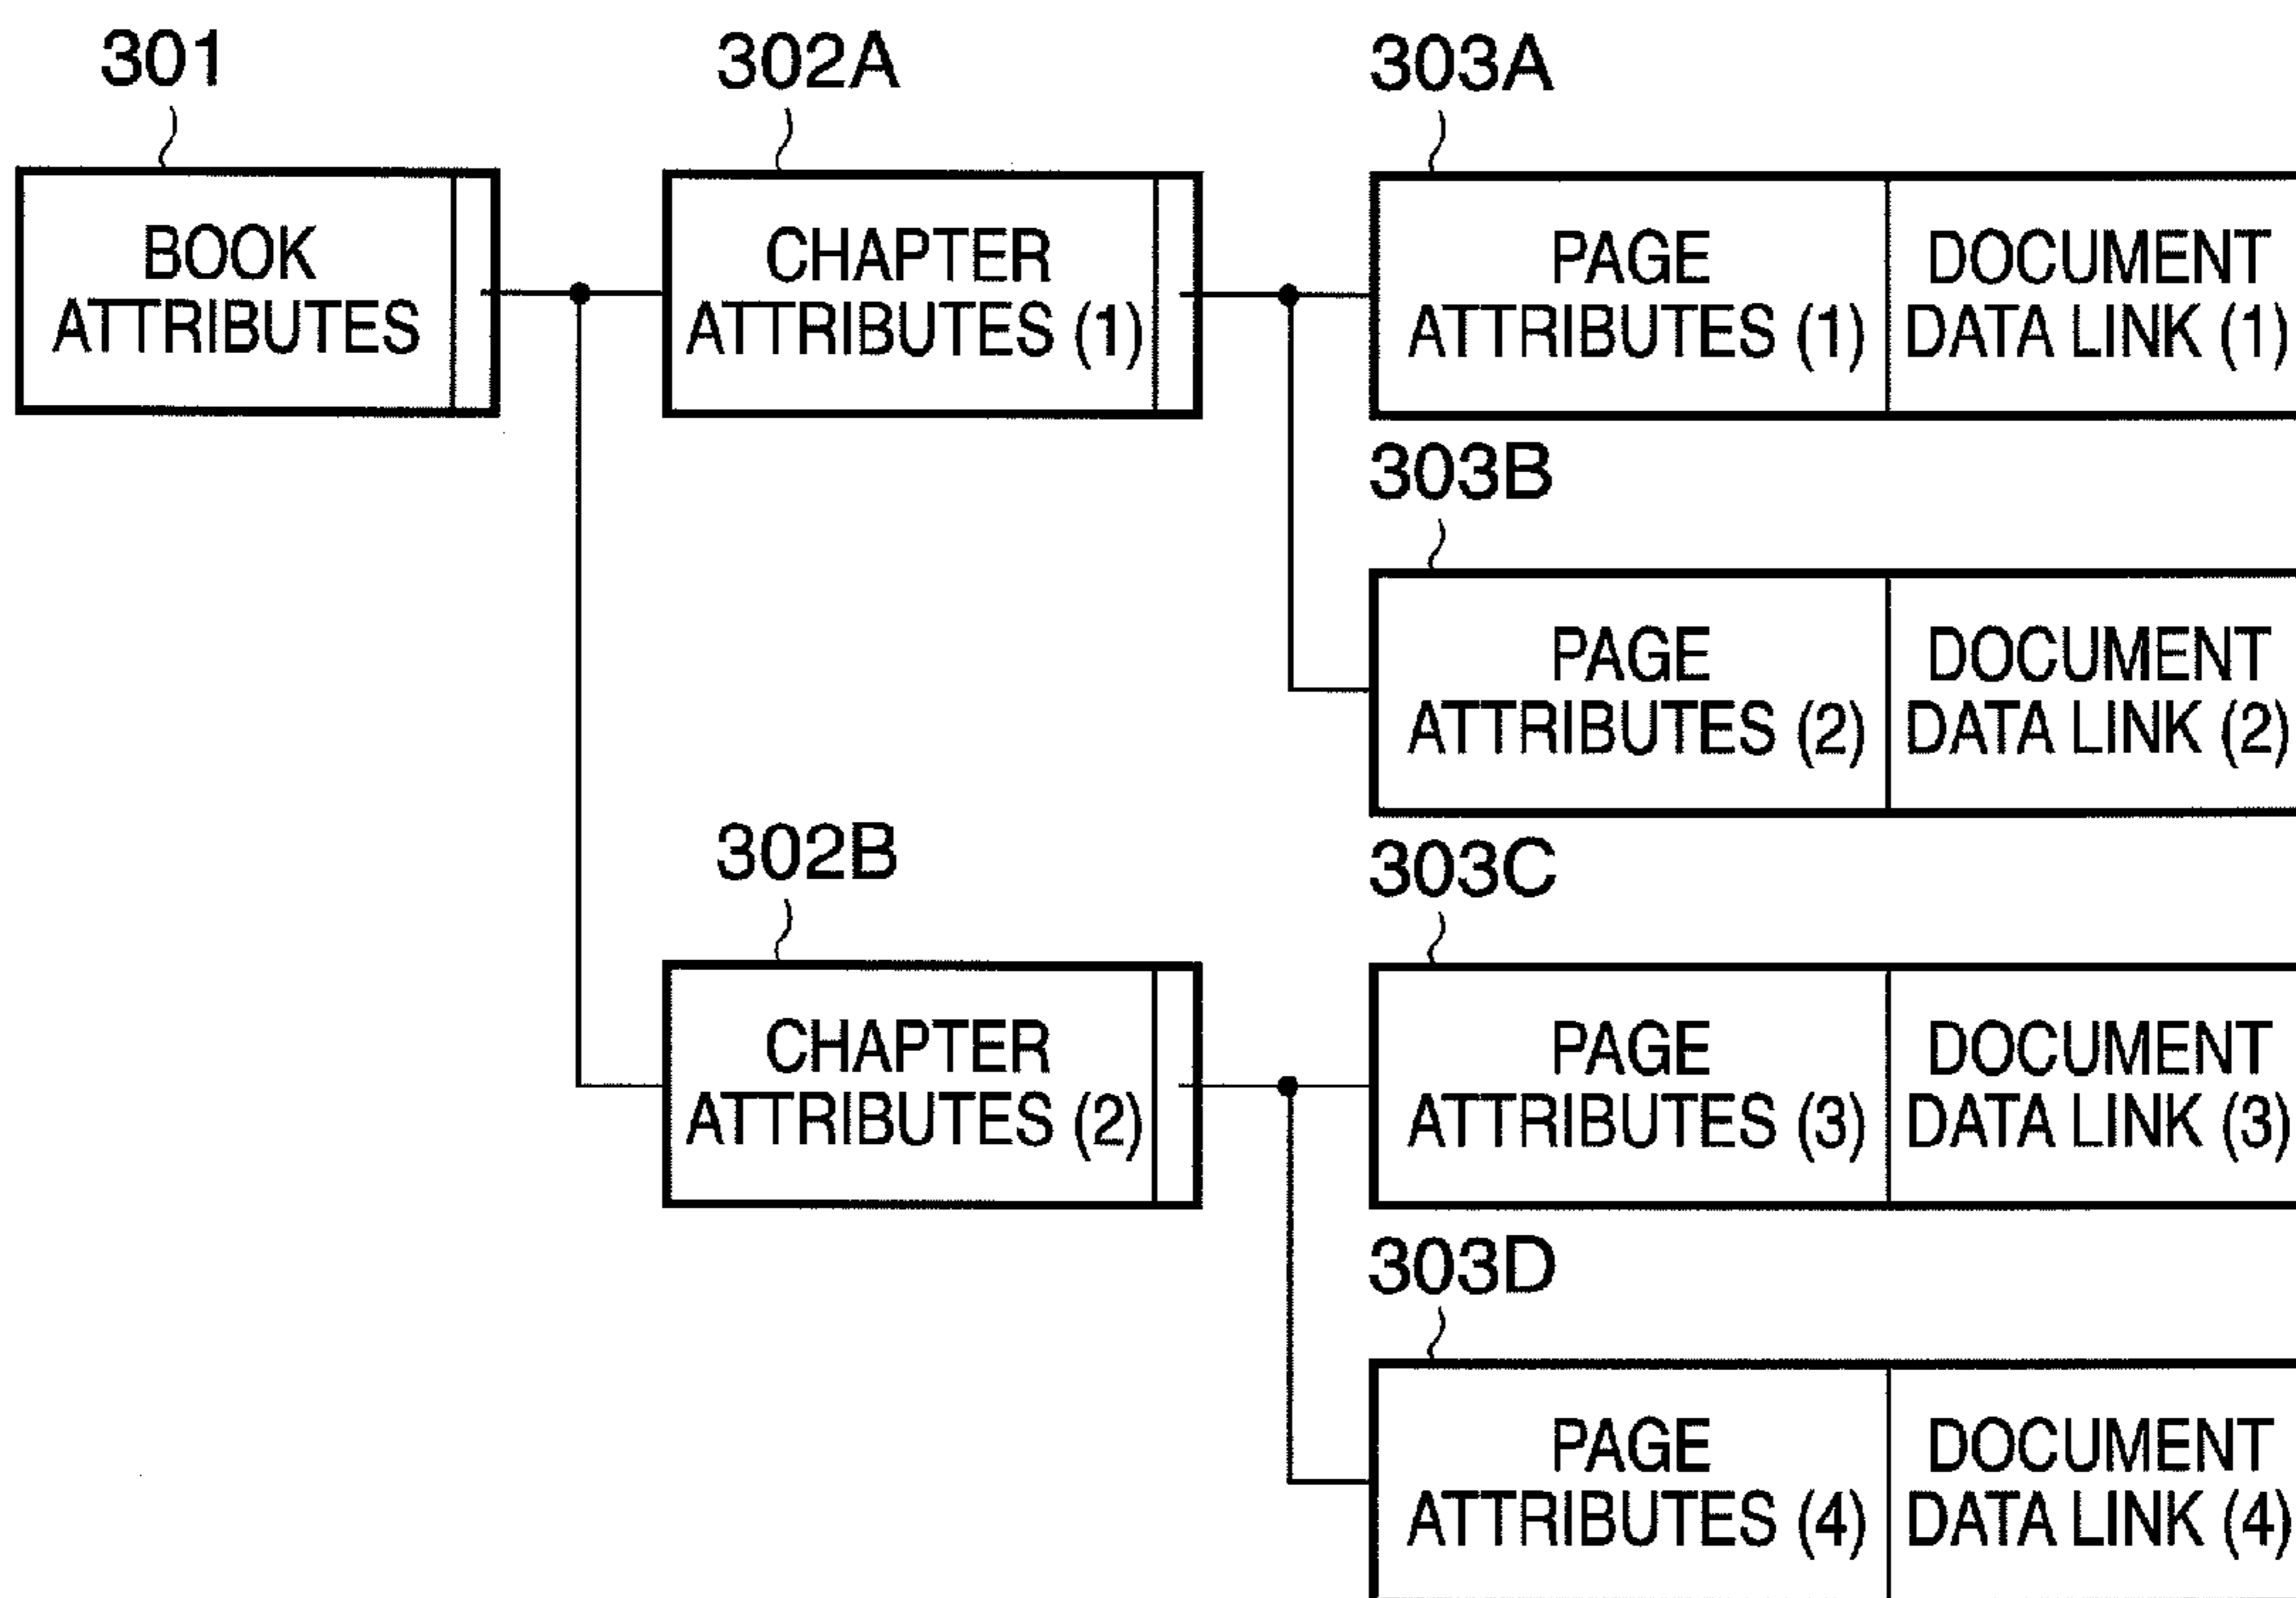 301
302A
303A
BOOK
ATTRIBUTES
CHAPTER
ATTRIBUTES (1)
PAGE
ATTRIBUTES (1)
DOCUMENT
DATA LINK (1)
303B
PAGE
ATTRIBUTES (2)
DOCUMENT
DATA LINK (2)
302B
303C
CHAPTER
ATTRIBUTES (2)
PAGE
ATTRIBUTES (3)
DOCUMENT
DATA LINK (3)
303D
PAGE
ATTRIBUTES (4)
DOCUMENT
DATA LINK (4)